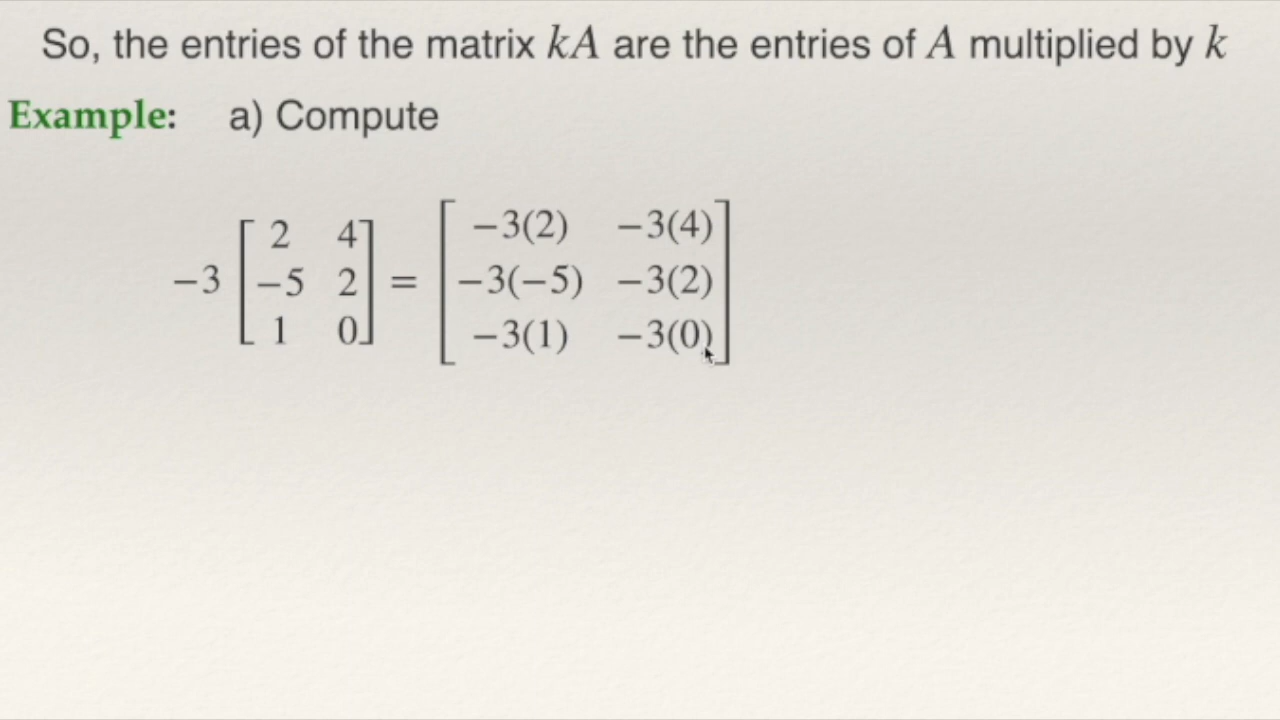 So, the entries of the matrix kA are the entries of A multiplied by k
Example: a) Compute
−3 [2 4; −5 2; 1 0] = [−3(2) −3(4); −3(−5) −3(2); −3(1) −3(0)]